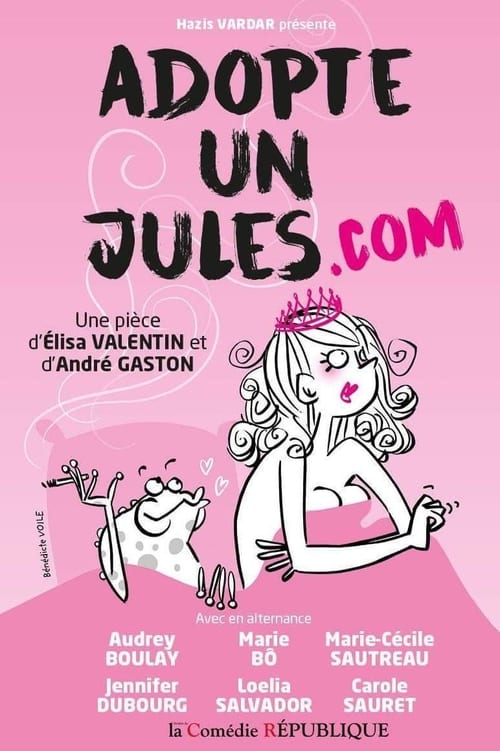 Hazis VARDAR présente
ADOPTE
UN
JULES.COM
Une pièce
d'Élisa VALENTIN et
d'André GASTON
Bénédicte VOILE
Avec en alternance
Audrey BOULAY
Marie BÔ
Marie-Cécile SAUTREAU
Jennifer DUBOURG
Loelia SALVADOR
Carole SAURET
la Comédie RÉPUBLIQUE